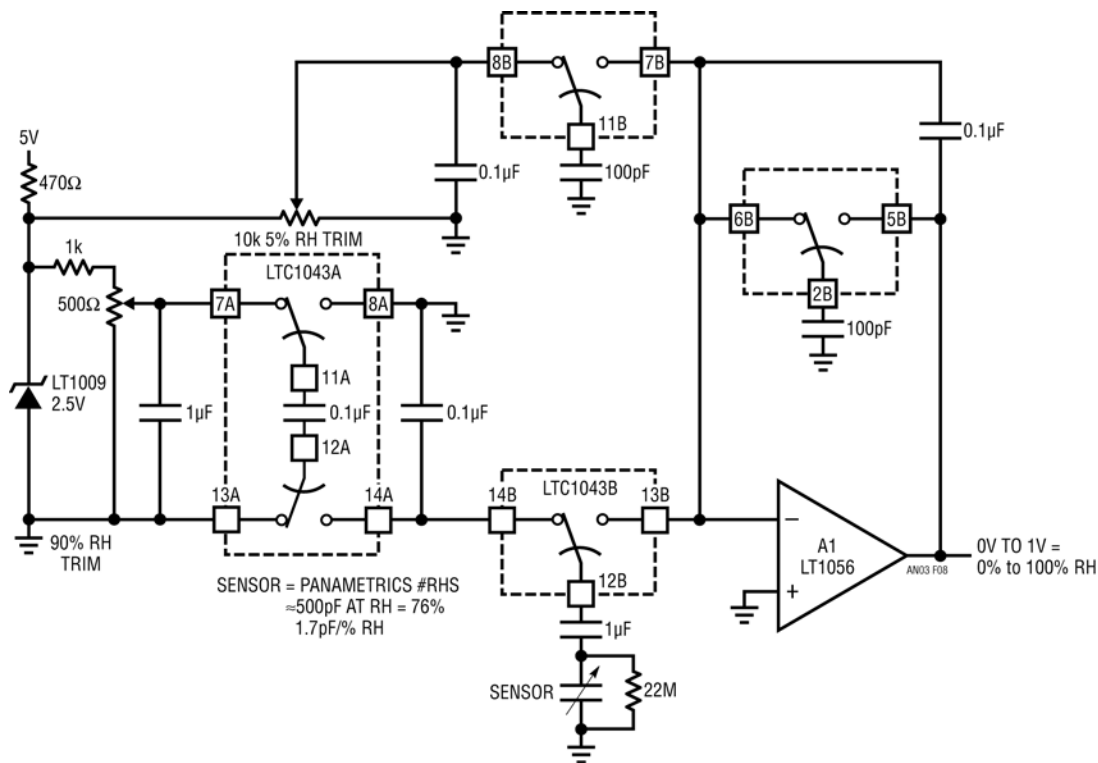 8B
7B
11B
100pF
0.1µF
0.1µF
5V
470Ω
10k 5% RH TRIM
6B
5B
2B
100pF
1k
500Ω
LTC1043A
7A
8A
11A
LT1009
2.5V
1µF
0.1µF
0.1µF
12A
13A
14A
90% RH
TRIM
14B
LTC1043B
13B
12B
SENSOR = PANAMETRICS #RHS
≈500pF AT RH = 76%
1.7pF/% RH
1µF
SENSOR
22M
–
+
A1
LT1056
AN03 F08
0V TO 1V =
0% to 100% RH